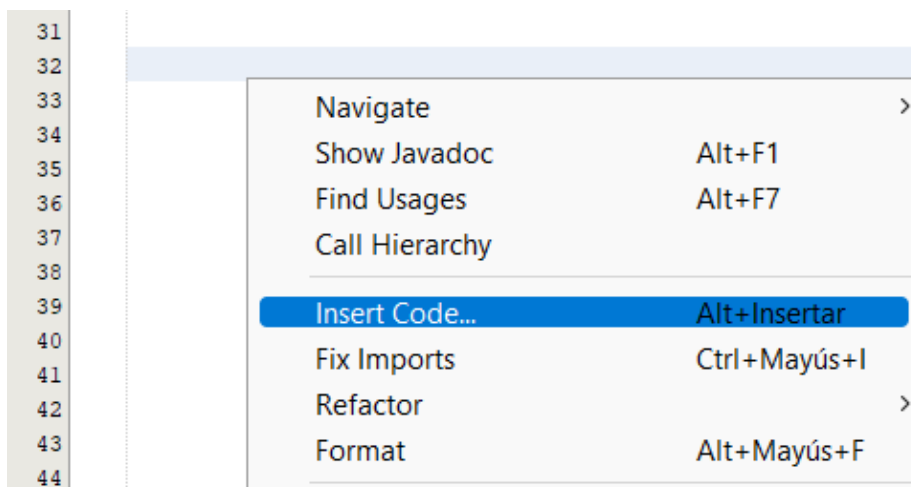 31
32
33
34
35
36
37
38
39
40
41
42
43
44
Navigate
Show Javadoc Alt+F1
Find Usages Alt+F7
Call Hierarchy
Insert Code... Alt+Insertar
Fix Imports Ctrl+Mayús+I
Refactor
Format Alt+Mayús+F